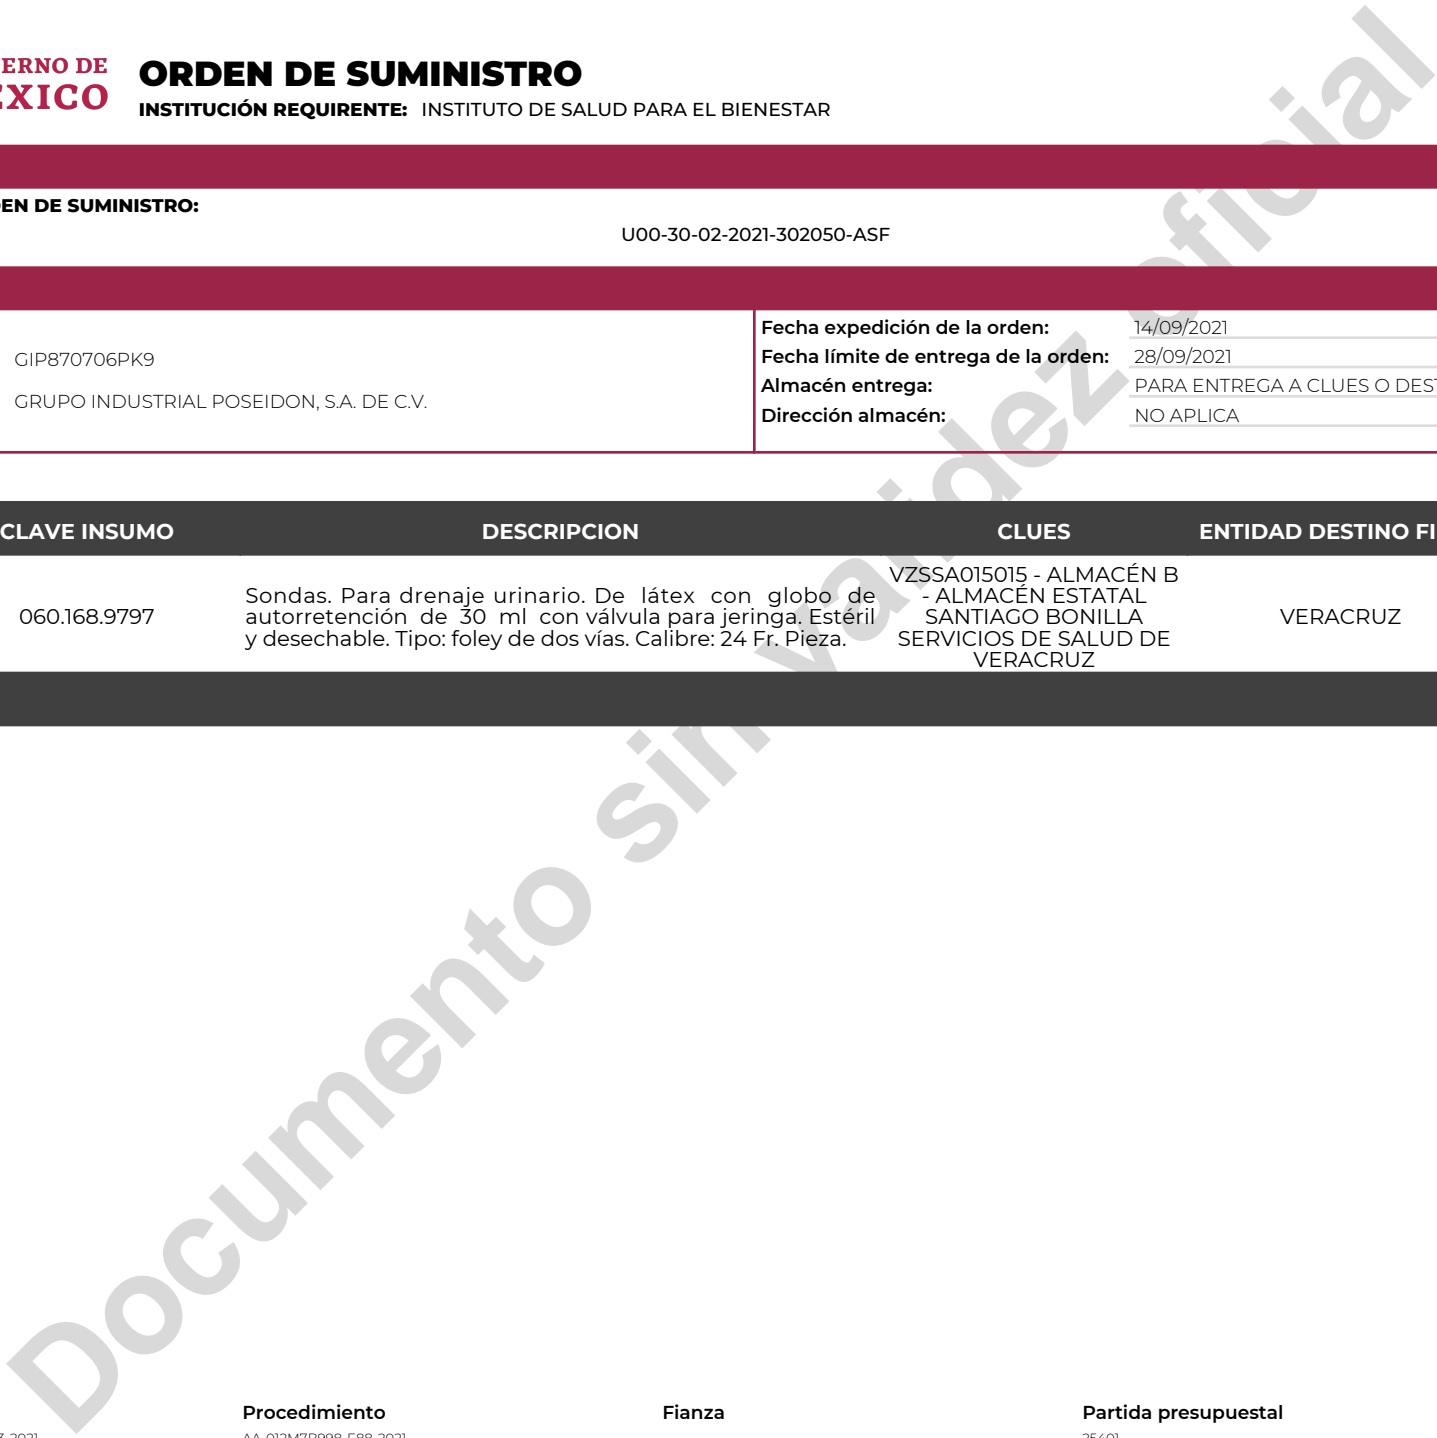 ERNO DE
ORDEN DE SUMINISTRO
INSTITUCIÓN REQUIRENTE: INSTITUTO DE SALUD PARA EL BIENESTAR
EN DE SUMINISTRO:
U00-30-02-2021-302050-ASF
GIP870706PK9
GRUPO INDUSTRIAL POSEIDON, S.A. DE C.V.
Fecha expedición de la orden: 14/09/2021
Fecha límite de entrega de la orden: 28/09/2021
Almacén entrega: PARA ENTREGA A CLUES O DEST
Dirección almacén: NO APLICA
CLAVE INSUMO DESCRIPCION CLUES ENTIDAD DESTINO FI
060.168.9797
Sondas. Para drenaje urinario. De látex con globo de
autorretención de 30 ml con válvula para jeringa. Estéril
y desechable. Tipo: foley de dos vías. Calibre: 24 Fr. Pieza.
VZSSA015015 - ALMACÉN B
- ALMACÉN ESTATAL
SANTIAGO BONILLA
SERVICIOS DE SALUD DE
VERACRUZ
VERACRUZ
Documento sin validez oficial
Procedimiento Fianza Partida presupuestal